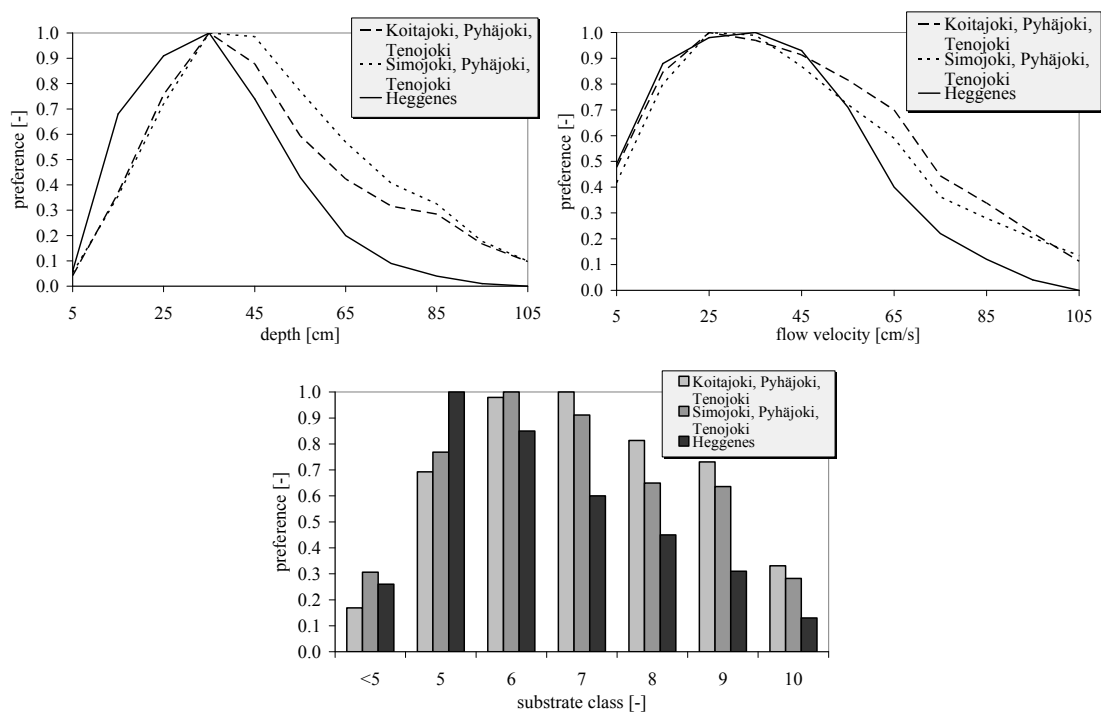 1.0
0.9
0.8
0.7
0.6
0.5
0.4
0.3
0.2
0.1
0.0
preference [-]
5 25 45 65 85 105
depth [cm]
Koitajoki, Pyhäjoki,
Tenojoki
Simojoki, Pyhäjoki,
Tenojoki
Heggenes
1.0
0.9
0.8
0.7
0.6
0.5
0.4
0.3
0.2
0.1
0.0
preference [-]
5 25 45 65 85 105
flow velocity [cm/s]
Koitajoki, Pyhäjoki,
Tenojoki
Simojoki, Pyhäjoki,
Tenojoki
Heggenes
1.0
0.9
0.8
0.7
0.6
0.5
0.4
0.3
0.2
0.1
0.0
preference [-]
<5 5 6 7 8 9 10
substrate class [-]
Koitajoki, Pyhäjoki,
Tenojoki
Simojoki, Pyhäjoki,
Tenojoki
Heggenes